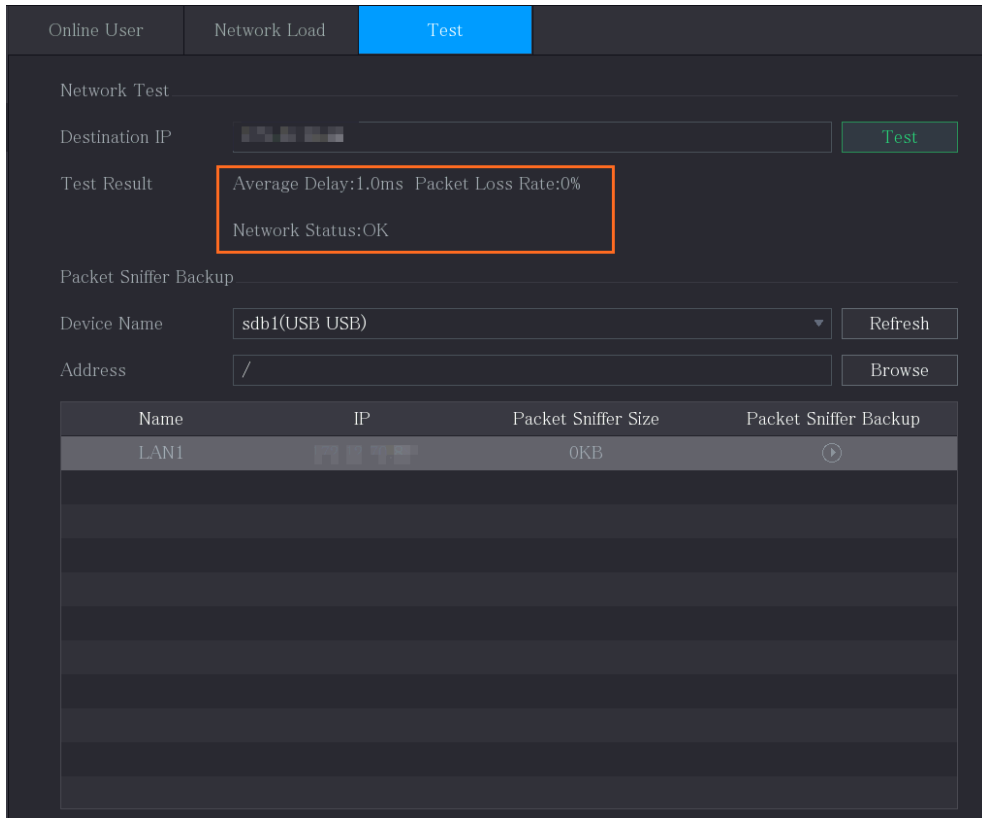 Online User Network Load Test
Network Test
Destination IP Test
Test Result Average Delay:1.0ms Packet Loss Rate:0%
Network Status:OK
Packet Sniffer Backup
Device Name sdb1(USB USB) Refresh
Address / Browse
Name IP Packet Sniffer Size Packet Sniffer Backup
LAN1 0KB